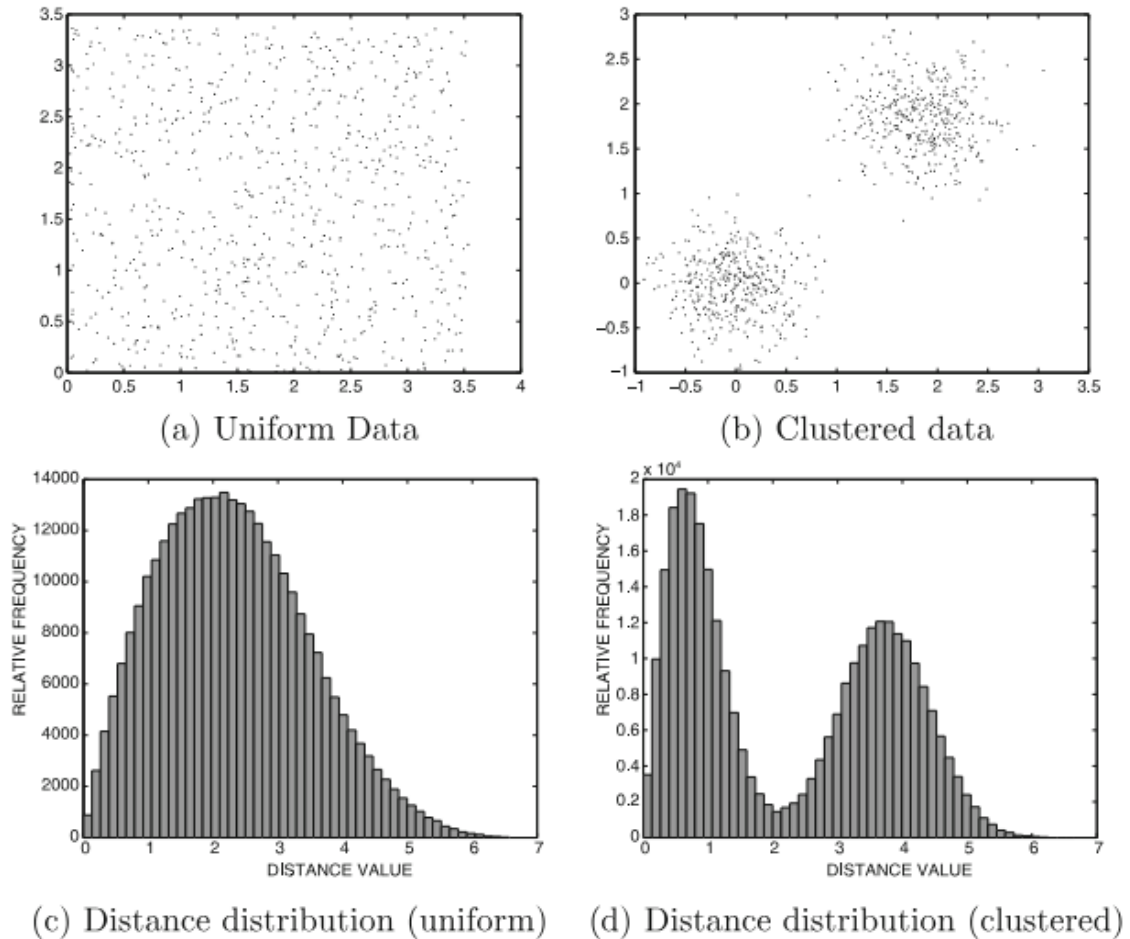 3.5
3
2.5
2
1.5
1
0.5
0
0 0.5 1 1.5 2 2.5 3 3.5 4
(a) Uniform Data
3
2.5
2
1.5
1
0.5
0
−0.5
−1
−1 −0.5 0 0.5 1 1.5 2 2.5 3 3.5
(b) Clustered data
14000
12000
10000
8000
6000
4000
2000
0
RELATIVE FREQUENCY
0 1 2 3 4 5 6 7
DISTANCE VALUE
(c) Distance distribution (uniform)
x 10⁴
2
1.8
1.6
1.4
1.2
1
0.8
0.6
0.4
0.2
0
RELATIVE FREQUENCY
0 1 2 3 4 5 6 7
DISTANCE VALUE
(d) Distance distribution (clustered)